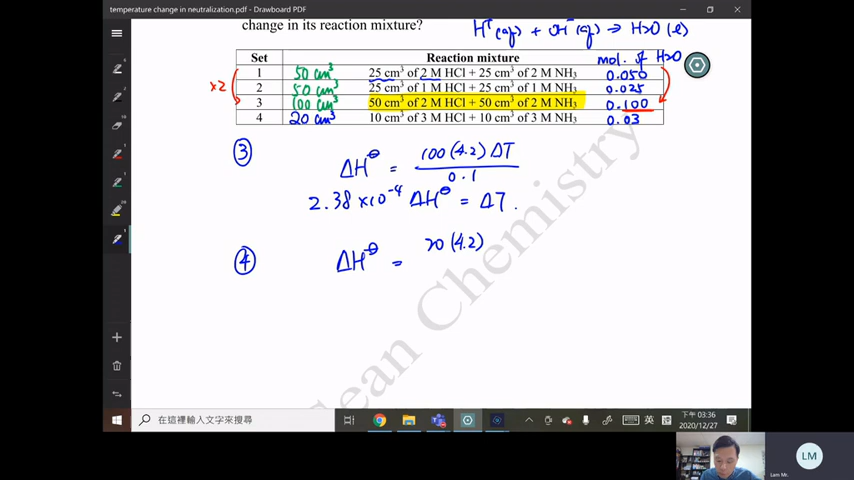 temperature change in neutralization.pdf - Drawboard PDF
change in its reaction mixture?
H⁺(aq) + OH⁻(aq) → H2O(l)
Set Reaction mixture mol. of H2O
1 50 cm³ 25 cm³ of 2 M HCl + 25 cm³ of 2 M NH₃ 0.050
×2
2 50 cm³ 25 cm³ of 1 M HCl + 25 cm³ of 1 M NH₃ 0.025
3 100 cm³ 50 cm³ of 2 M HCl + 50 cm³ of 2 M NH₃ 0.100
4 20 cm³ 10 cm³ of 3 M HCl + 10 cm³ of 3 M NH₃ 0.03
③ ΔH^⊖ = 100(4.2)ΔT
0.1
2.38×10⁻⁴ ΔH^⊖ = ΔT.
④ ΔH^⊖ = 20(4.2)
Sean Chemistry
在這裡輸入文字來搜尋
英
下午 03:36
2020/12/27
LM
Lam Mr.